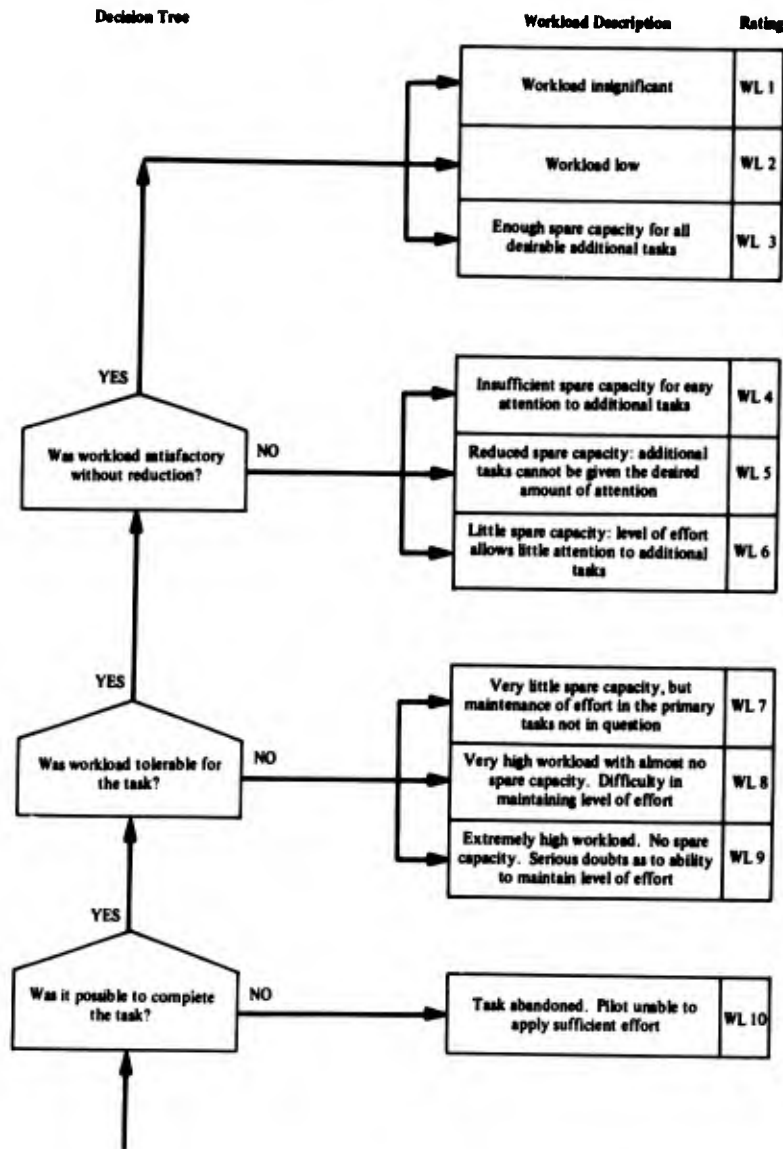 Decision Tree
Workload Description
Rating
Workload insignificant
WL 1
Workload low
WL 2
Enough spare capacity for all
desirable additional tasks
WL 3
YES
Was workload satisfactory
without reduction?
NO
Insufficient spare capacity for easy
attention to additional tasks
WL 4
Reduced spare capacity: additional
tasks cannot be given the desired
amount of attention
WL 5
Little spare capacity: level of effort
allows little attention to additional
tasks
WL 6
YES
Was workload tolerable for
the task?
NO
Very little spare capacity, but
maintenance of effort in the primary
tasks not in question
WL 7
Very high workload with almost no
spare capacity. Difficulty in
maintaining level of effort
WL 8
Extremely high workload. No spare
capacity. Serious doubts as to ability
to maintain level of effort
WL 9
YES
Was it possible to complete
the task?
NO
Task abandoned. Pilot unable to
apply sufficient effort
WL 10